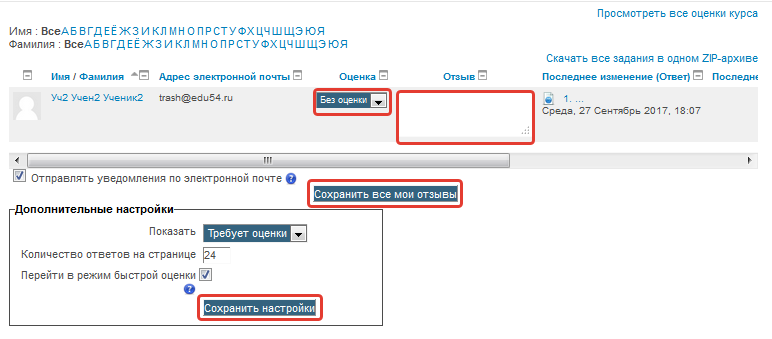 Просмотреть все оценки курса
Имя : ВсеАБВГДЕЁЖЗИКЛМНОПРСТУФХЦЧШЩЭЮЯ
Фамилия : ВсеАБВГДЕЁЖЗИКЛМНОПРСТУФХЦЧШЩЭЮЯ
Скачать все задания в одном ZIP-архиве
Имя / Фамилия Адрес электронной почты Оценка Отзыв Последнее изменение (Ответ) Последне
Уч2 Учен2 Ученик2 trash@edu54.ru Без оценки 1. ...
Среда, 27 Сентябрь 2017, 18:07
Отправлять уведомления по электронной почте
Сохранить все мои отзывы
Дополнительные настройки
Показать Требует оценки
Количество ответов на странице 24
Перейти в режим быстрой оценки
Сохранить настройки